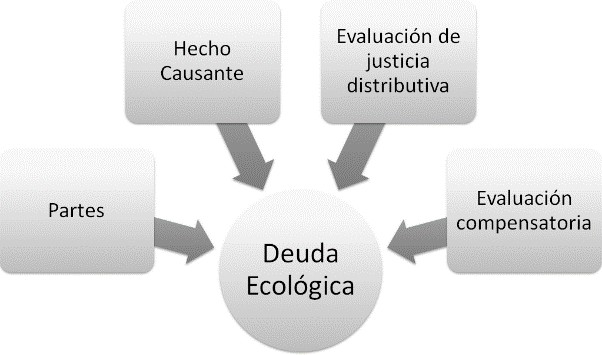 Hecho
Causante
Evaluación de
justicia
distributiva
Partes
Evaluación
compensatoria
Deuda
Ecológica